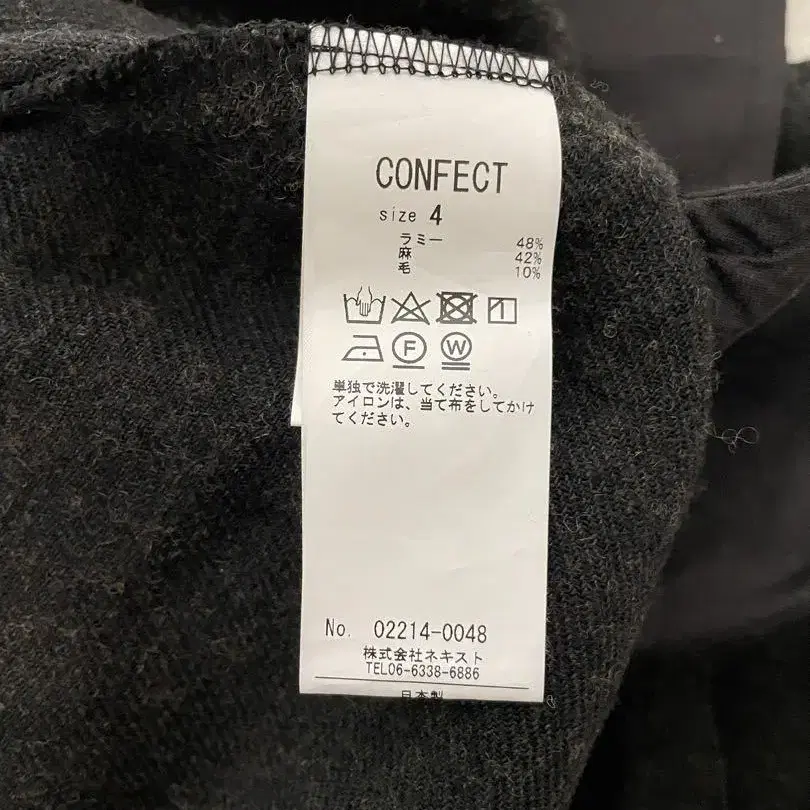 CONFECT
size 4
ラミー 48%
麻 42%
毛 10%
F W
単独で洗濯してください。
アイロンは、当て布をしてかけ
てください。
No. 02214-0048
株式会社ネキスト
TEL06-6338-6886
日本製